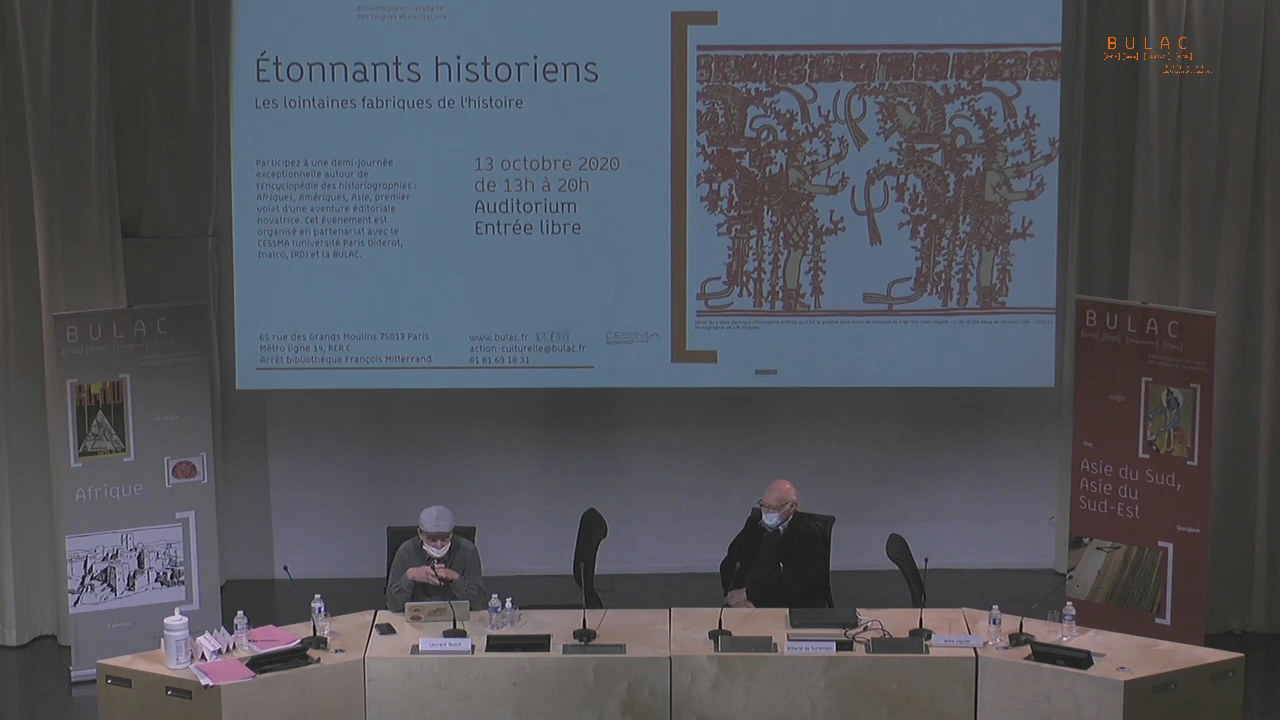 Étonnants historiens
Les lointaines fabriques de l'histoire
Participez à une demi-journée
exceptionnelle autour de
l'Encyclopédie des historiographies :
Afriques, Amériques, Asie, premier
volet d'une aventure éditoriale
novatrice. Cet événement est
organisé en partenariat avec le
CESSMA (université Paris Diderot,
Inalco, IRD) et la BULAC.
13 octobre 2020
de 13h à 20h
Auditorium
Entrée libre
65 rue des Grands Moulins 75013 Paris
Métro ligne 14, RER C
Arrêt bibliothèque François Mitterrand
www.bulac.fr
action-culturelle@bulac.fr
01 81 69 18 31
CESSMA
BULAC
BULAC
Afrique
BULAC
Asie du Sud,
Asie du
Sud-Est
Laurent Testot